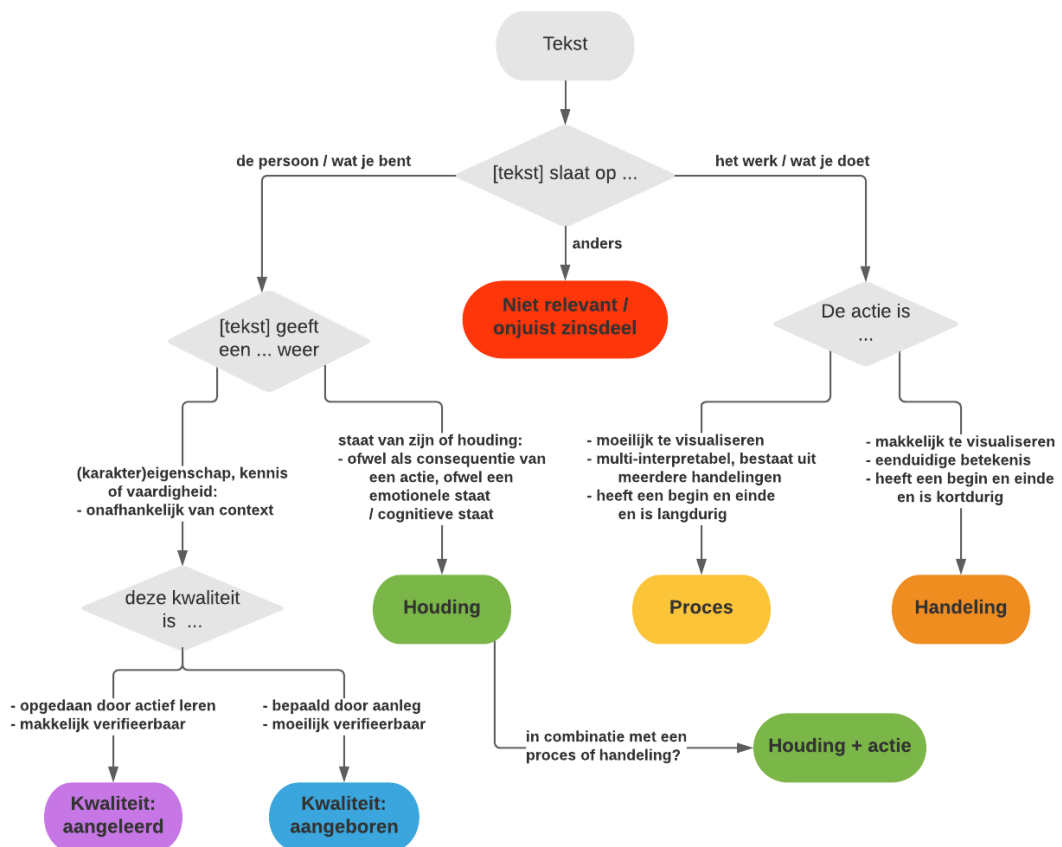 Tekst
de persoon / wat je bent
het werk / wat je doet
[tekst] slaat op ...
anders
Niet relevant /
onjuist zinsdeel
[tekst] geeft
een ... weer
De actie is
...
(karakter)eigenschap, kennis
of vaardigheid:
- onafhankelijk van context
staat van zijn of houding:
- ofwel als consequentie van
een actie, ofwel een
emotionele staat
/ cognitieve staat
- moeilijk te visualiseren
- multi-interpretabel, bestaat uit
meerdere handelingen
- heeft een begin en einde
en is langdurig
- makkelijk te visualiseren
- eenduidige betekenis
- heeft een begin en einde
en is kortdurig
deze kwaliteit
is ...
Houding
Proces
Handeling
- opgedaan door actief leren
- makkelijk verifieerbaar
- bepaald door aanleg
- moeilijk verifieerbaar
in combinatie met een
proces of handeling?
Houding + actie
Kwaliteit:
aangeleerd
Kwaliteit:
aangeboren